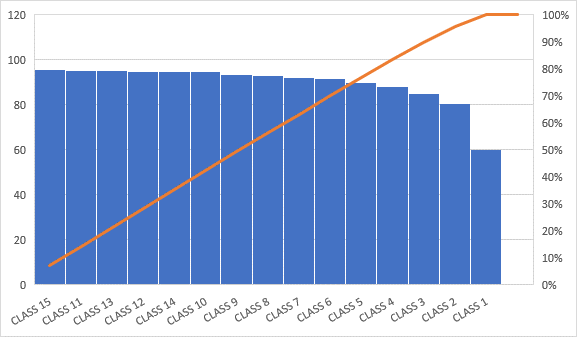 120
100
80
60
40
20
0
100%
90%
80%
70%
60%
50%
40%
30%
20%
10%
0%
CLASS 15
CLASS 11
CLASS 13
CLASS 12
CLASS 14
CLASS 10
CLASS 9
CLASS 8
CLASS 7
CLASS 6
CLASS 5
CLASS 4
CLASS 3
CLASS 2
CLASS 1